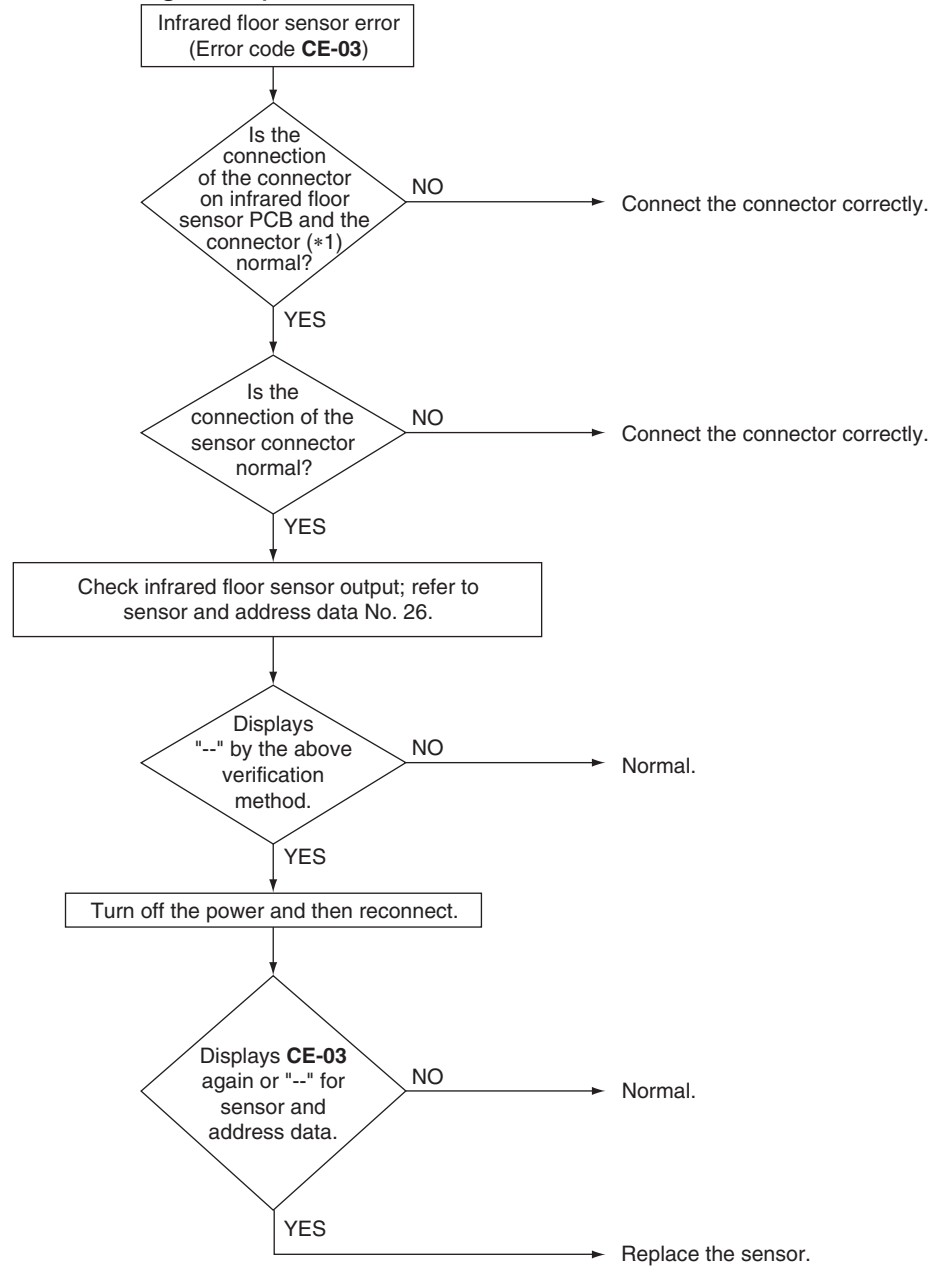 Infrared floor sensor error
(Error code CE-03)
Is the
connection
of the connector
on infrared floor
sensor PCB and the
connector (*1)
normal?
NO
Connect the connector correctly.
YES
Is the
connection of the
sensor connector
normal?
NO
Connect the connector correctly.
YES
Check infrared floor sensor output; refer to
sensor and address data No. 26.
Displays
"--" by the above
verification
method.
NO
Normal.
YES
Turn off the power and then reconnect.
Displays CE-03
again or "--" for
sensor and
address data.
NO
Normal.
YES
Replace the sensor.